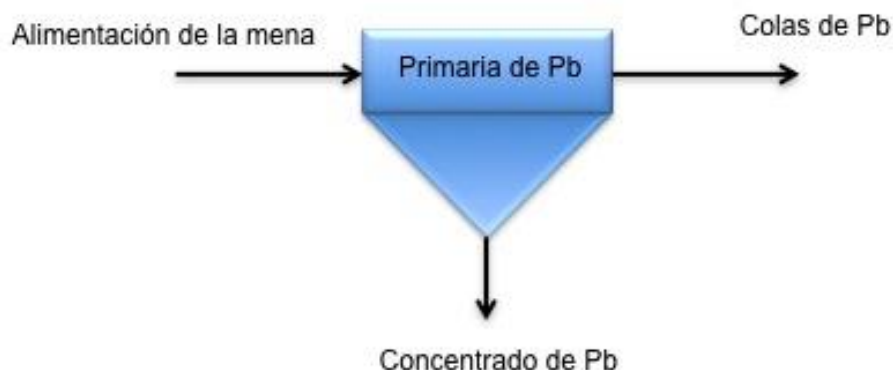 Alimentación de la mena
Primaria de Pb
Colas de Pb
Concentrado de Pb